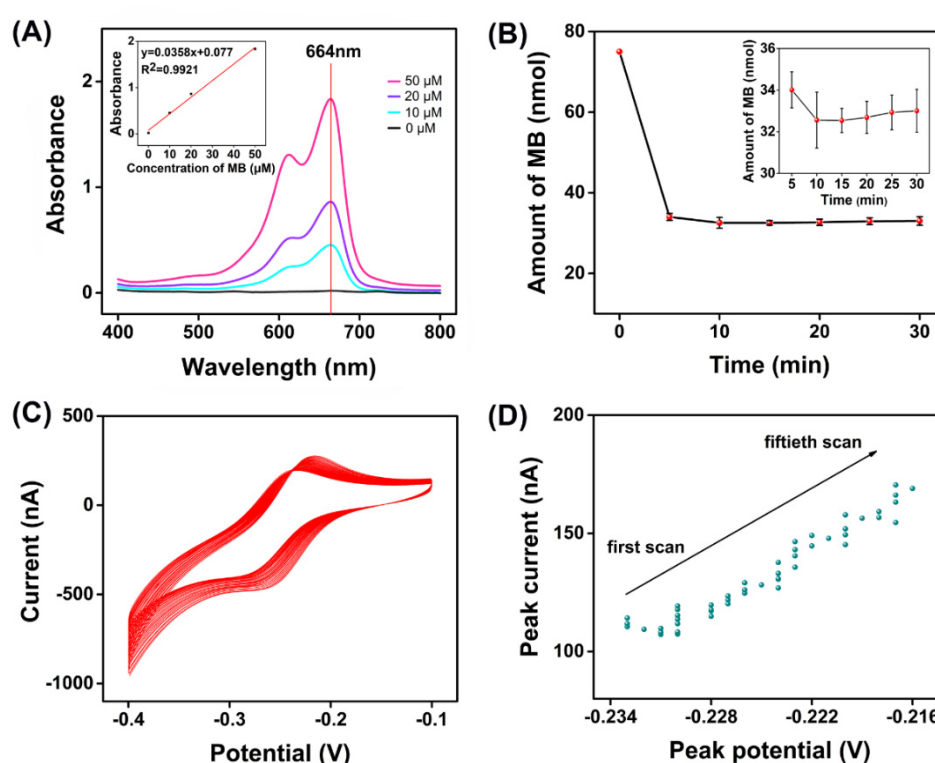 (A)
664nm
y=0.0358x+0.077
R²=0.9921
2
1
0
Absorbance
0 10 20 30 40 50
Concentration of MB (μM)
50 μM
20 μM
10 μM
0 μM
2
1
0
Absorbance
400 500 600 700 800
Wavelength (nm)
(B)
80
60
40
20
Amount of MB (nmol)
0 10 20 30
Time (min)
36
34
32
30
Amount of MB (nmol)
5 10 15 20 25 30
Time (min)
(C)
500
0
-500
-1000
Current (nA)
-0.4 -0.3 -0.2 -0.1
Potential (V)
(D)
200
150
100
Peak current (nA)
fiftieth scan
first scan
-0.234 -0.228 -0.222 -0.216
Peak potential (V)